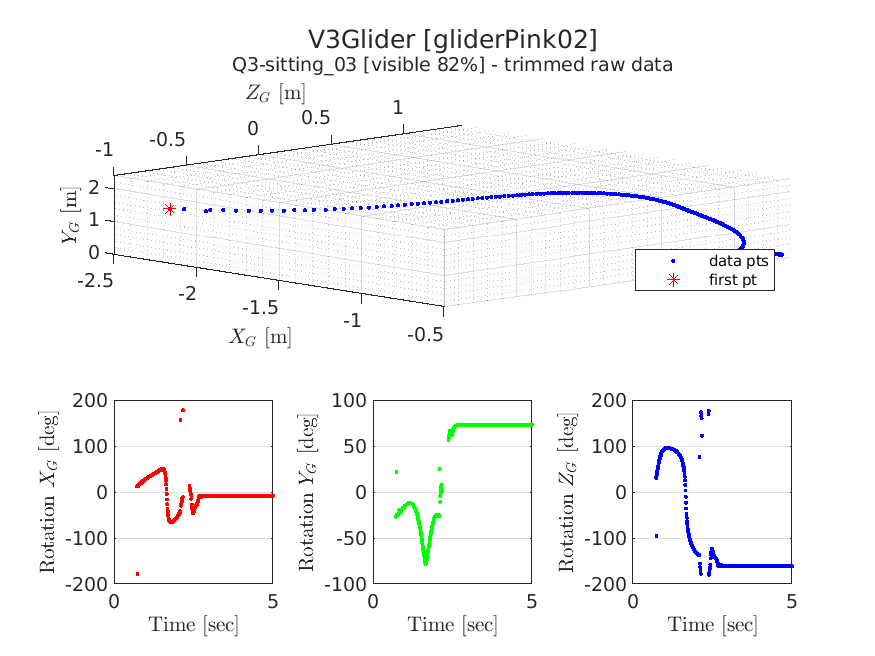 V3Glider [gliderPink02]
Q3-sitting_03 [visible 82%] - trimmed raw data
Z_G [m]
-1 -0.5 0 0.5 1
Y_G [m]
2
1
0
-2.5 -2 -1.5 -1 -0.5
X_G [m]
data pts
first pt
Rotation X_G [deg]
200
100
0
-100
-200
0 5
Time [sec]
Rotation Y_G [deg]
100
50
0
-50
-100
0 5
Time [sec]
Rotation Z_G [deg]
200
100
0
-100
-200
0 5
Time [sec]